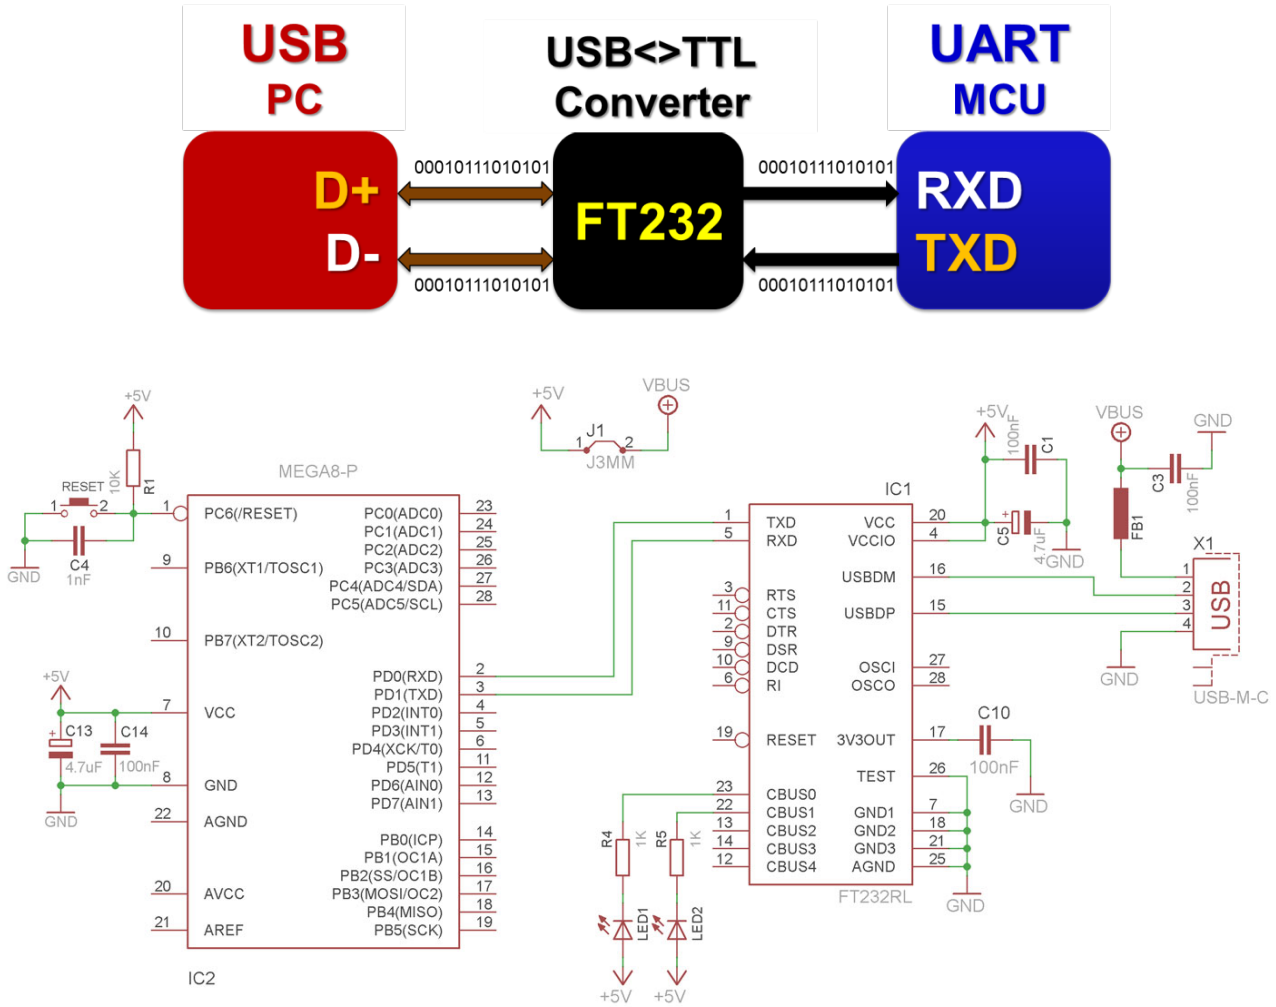 USB
PC
USB<>TTL
Converter
UART
MCU
D+
D-
00010111010101
00010111010101
FT232
00010111010101
00010111010101
RXD
TXD
+5V
VBUS
J1
1 2
J3MM
+5V
10K
R1
RESET
1 2
C4
1nF
GND
MEGA8-P
1 PC6(/RESET)
9 PB6(XT1/TOSC1)
10 PB7(XT2/TOSC2)
7 VCC
8 GND
22 AGND
20 AVCC
21 AREF
PC0(ADC0) 23
PC1(ADC1) 24
PC2(ADC2) 25
PC3(ADC3) 26
PC4(ADC4/SDA) 27
PC5(ADC5/SCL) 28
PD0(RXD) 2
PD1(TXD) 3
PD2(INT0) 4
PD3(INT1) 5
PD4(XCK/T0) 6
PD5(T1) 11
PD6(AIN0) 12
PD7(AIN1) 13
PB0(ICP) 14
PB1(OC1A) 15
PB2(SS/OC1B) 16
PB3(MOSI/OC2) 17
PB4(MISO) 18
PB5(SCK) 19
IC2
+5V
+
C13
4.7uF
C14
100nF
GND
IC1
1 TXD
5 RXD
3 RTS
11 CTS
2 DTR
9 DSR
10 DCD
6 RI
19 RESET
23 CBUS0
22 CBUS1
13 CBUS2
14 CBUS3
12 CBUS4
VCC 20
VCCIO 4
USBDM 16
USBDP 15
OSCI 27
OSCO 28
3V3OUT 17
TEST 26
GND1 7
GND2 18
GND3 21
AGND 25
FT232RL
+5V
100nF
C1
+
C5
4.7uF
GND
VBUS
GND
C3
100nF
FB1
X1
1
2
3
4
USB
USB-M-C
GND
C10
100nF
GND
GND
R4
1K
R5
1K
LED1
LED2
+5V
+5V